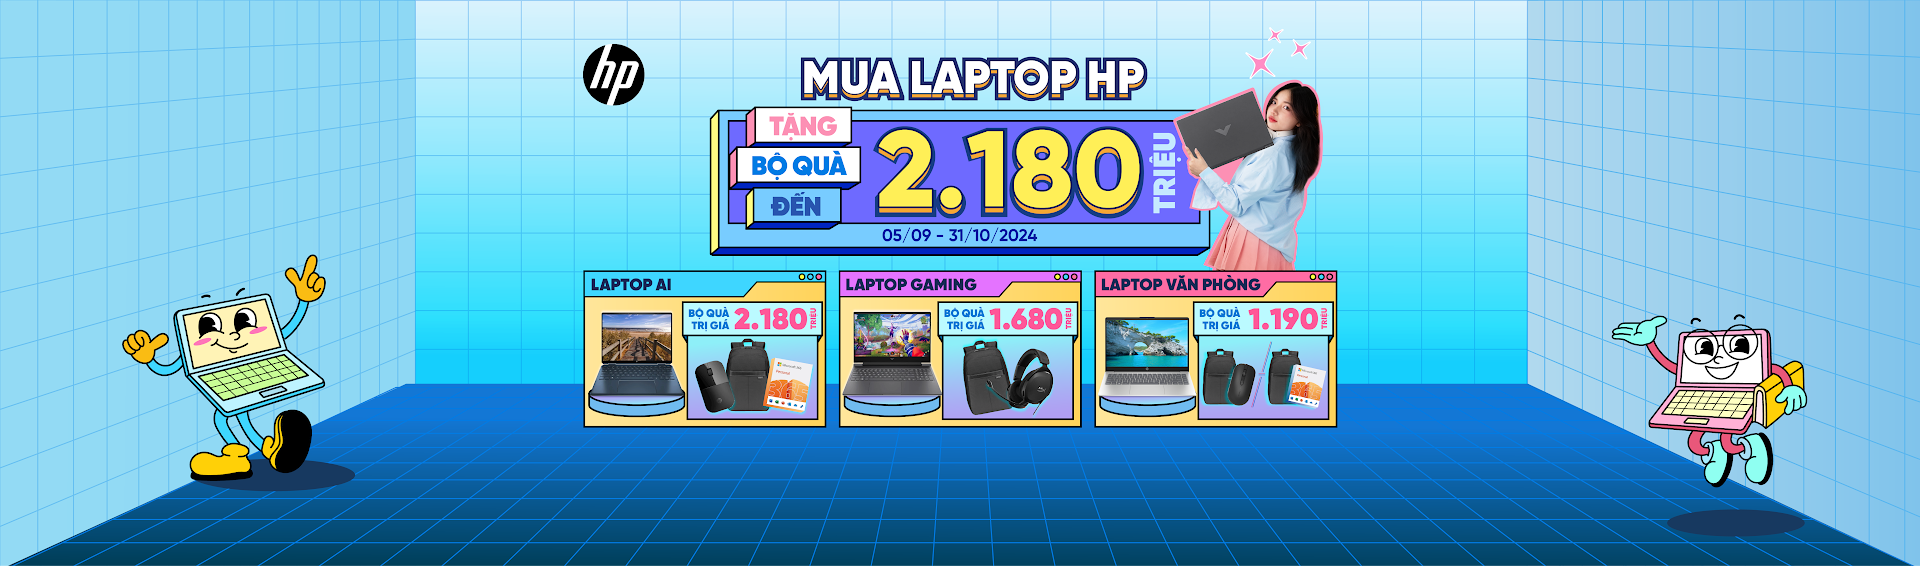 hp
MUA LAPTOP HP
TẶNG
BỘ QUÀ
ĐẾN
2.180
TRIỆU
05/09 - 31/10/2024
LAPTOP AI
BỘ QUÀ
TRỊ GIÁ
2.180
TRIỆU
LAPTOP GAMING
BỘ QUÀ
TRỊ GIÁ
1.680
TRIỆU
LAPTOP VĂN PHÒNG
BỘ QUÀ
TRỊ GIÁ
1.190
TRIỆU